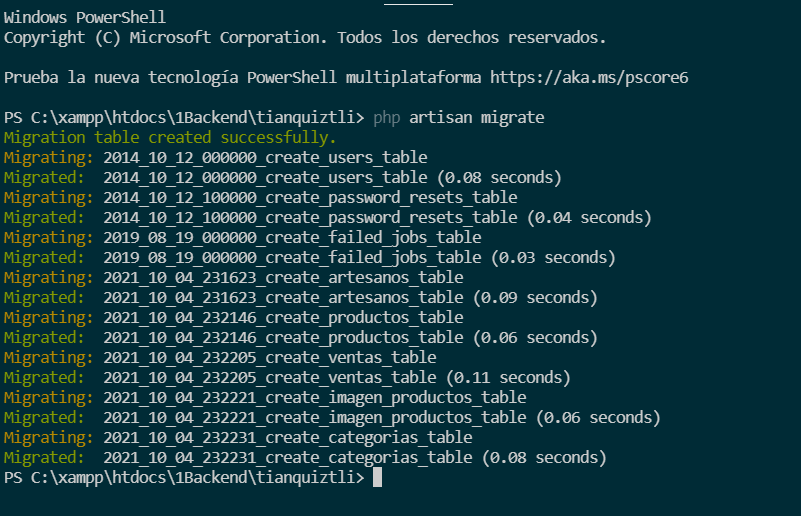 Windows PowerShell
Copyright (C) Microsoft Corporation. Todos los derechos reservados.
Prueba la nueva tecnología PowerShell multiplataforma https://aka.ms/pscore6
PS C:\xampp\htdocs\1Backend\tianquiztli> php artisan migrate
Migration table created successfully.
Migrating: 2014_10_12_000000_create_users_table
Migrated:  2014_10_12_000000_create_users_table (0.08 seconds)
Migrating: 2014_10_12_100000_create_password_resets_table
Migrated:  2014_10_12_100000_create_password_resets_table (0.04 seconds)
Migrating: 2019_08_19_000000_create_failed_jobs_table
Migrated:  2019_08_19_000000_create_failed_jobs_table (0.03 seconds)
Migrating: 2021_10_04_231623_create_artesanos_table
Migrated:  2021_10_04_231623_create_artesanos_table (0.09 seconds)
Migrating: 2021_10_04_232146_create_productos_table
Migrated:  2021_10_04_232146_create_productos_table (0.06 seconds)
Migrating: 2021_10_04_232205_create_ventas_table
Migrated:  2021_10_04_232205_create_ventas_table (0.11 seconds)
Migrating: 2021_10_04_232221_create_imagen_productos_table
Migrated:  2021_10_04_232221_create_imagen_productos_table (0.06 seconds)
Migrating: 2021_10_04_232231_create_categorias_table
Migrated:  2021_10_04_232231_create_categorias_table (0.08 seconds)
PS C:\xampp\htdocs\1Backend\tianquiztli>